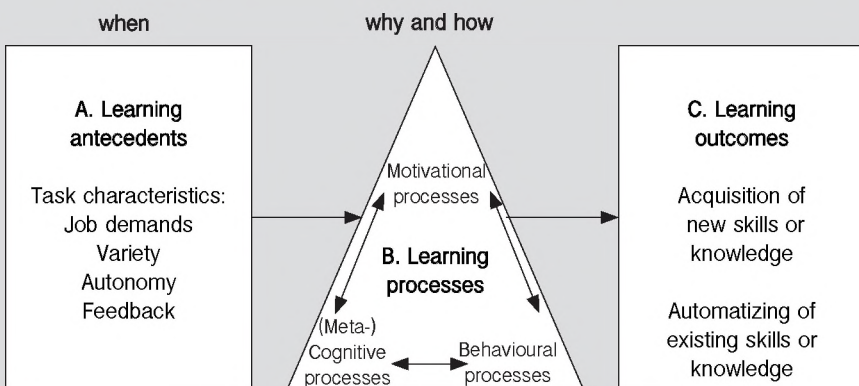 when
why and how
A. Learning
antecedents
Task characteristics:
Job demands
Variety
Autonomy
Feedback
Motivational
processes
B. Learning
processes
(Meta-)
Cognitive
processes
Behavioural
processes
C. Learning
outcomes
Acquisition of
new skills or
knowledge
Automatizing of
existing skills or
knowledge